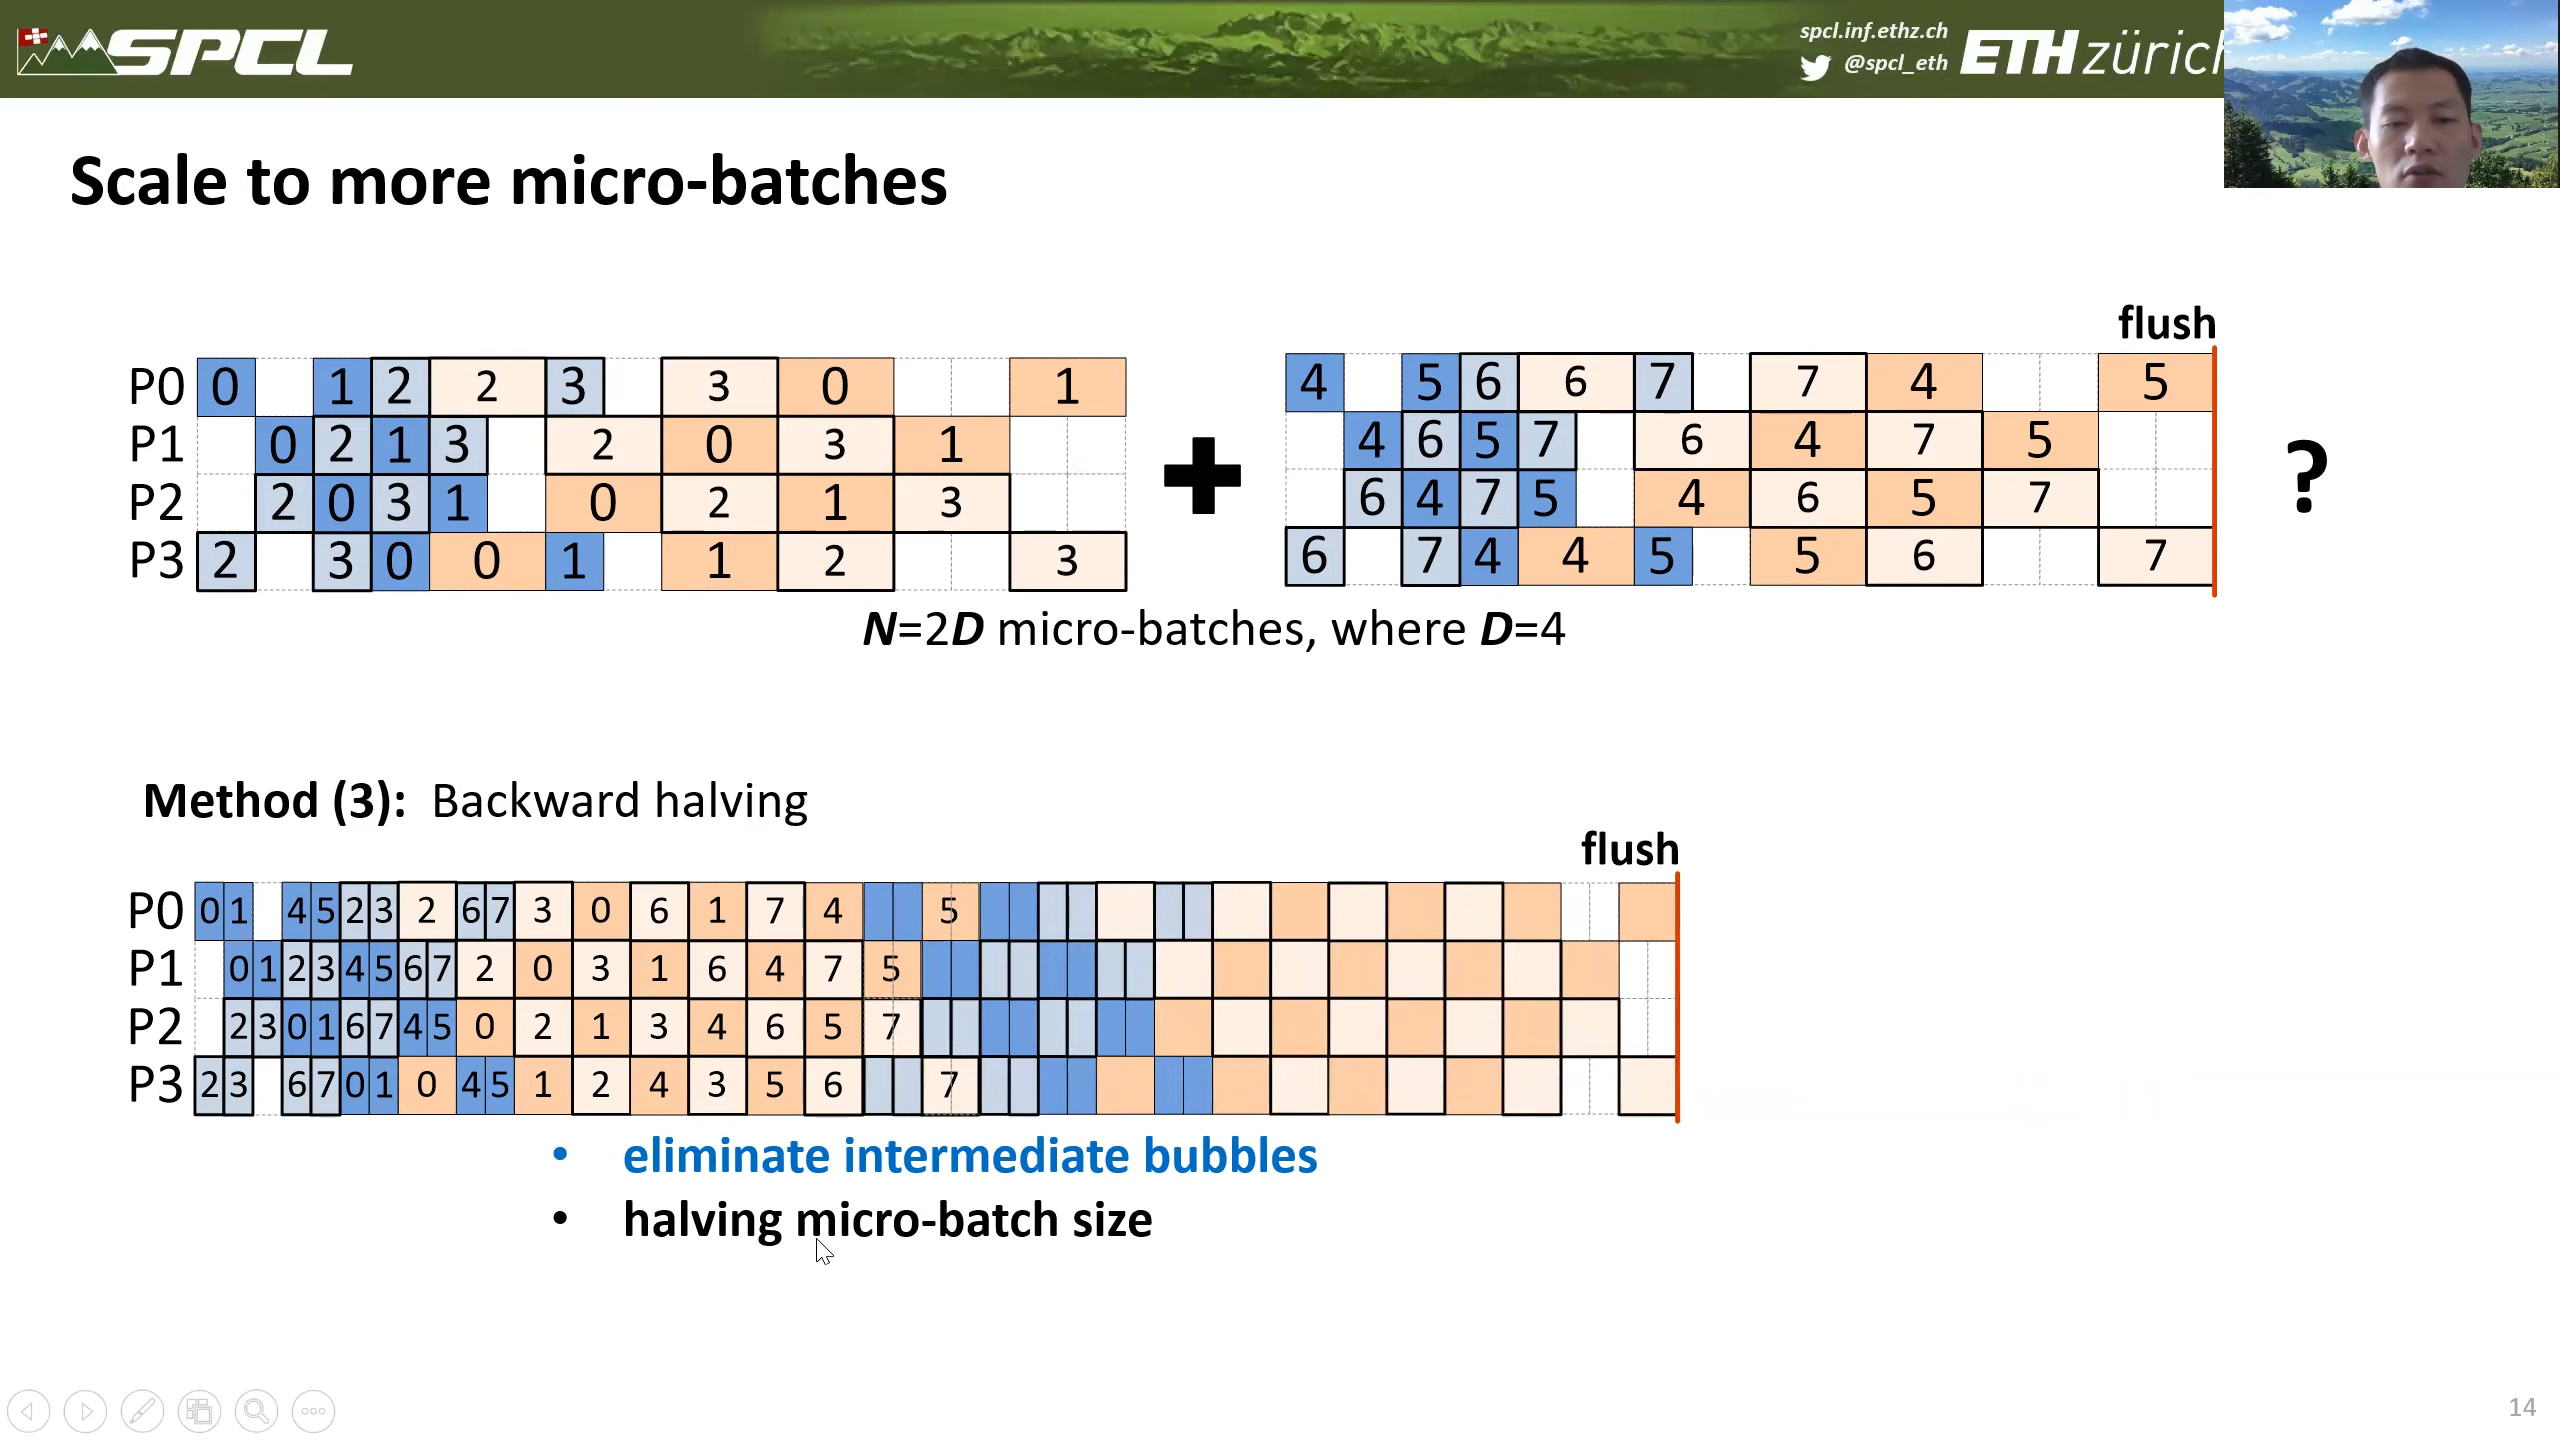 SPCL
spcl.inf.ethz.ch
@spcl_eth
ETH zürich
Scale to more micro-batches
flush
P0 0 1 2 2 3 3 0 1
P1 0 2 1 3 2 0 3 1
P2 2 0 3 1 0 2 1 3
P3 2 3 0 0 1 1 2 3
+
4 5 6 6 7 7 4 5
4 6 5 7 6 4 7 5
6 4 7 5 4 6 5 7
6 7 4 4 5 5 6 7
?
N=2D micro-batches, where D=4
Method (3): Backward halving
flush
P0 0 1 4 5 2 3 2 6 7 3 0 6 1 7 4 5
P1 0 1 2 3 4 5 6 7 2 0 3 1 6 4 7 5
P2 2 3 0 1 6 7 4 5 0 2 1 3 4 6 5 7
P3 2 3 6 7 0 1 0 4 5 1 2 4 3 5 6 7
• eliminate intermediate bubbles
• halving micro-batch size
14